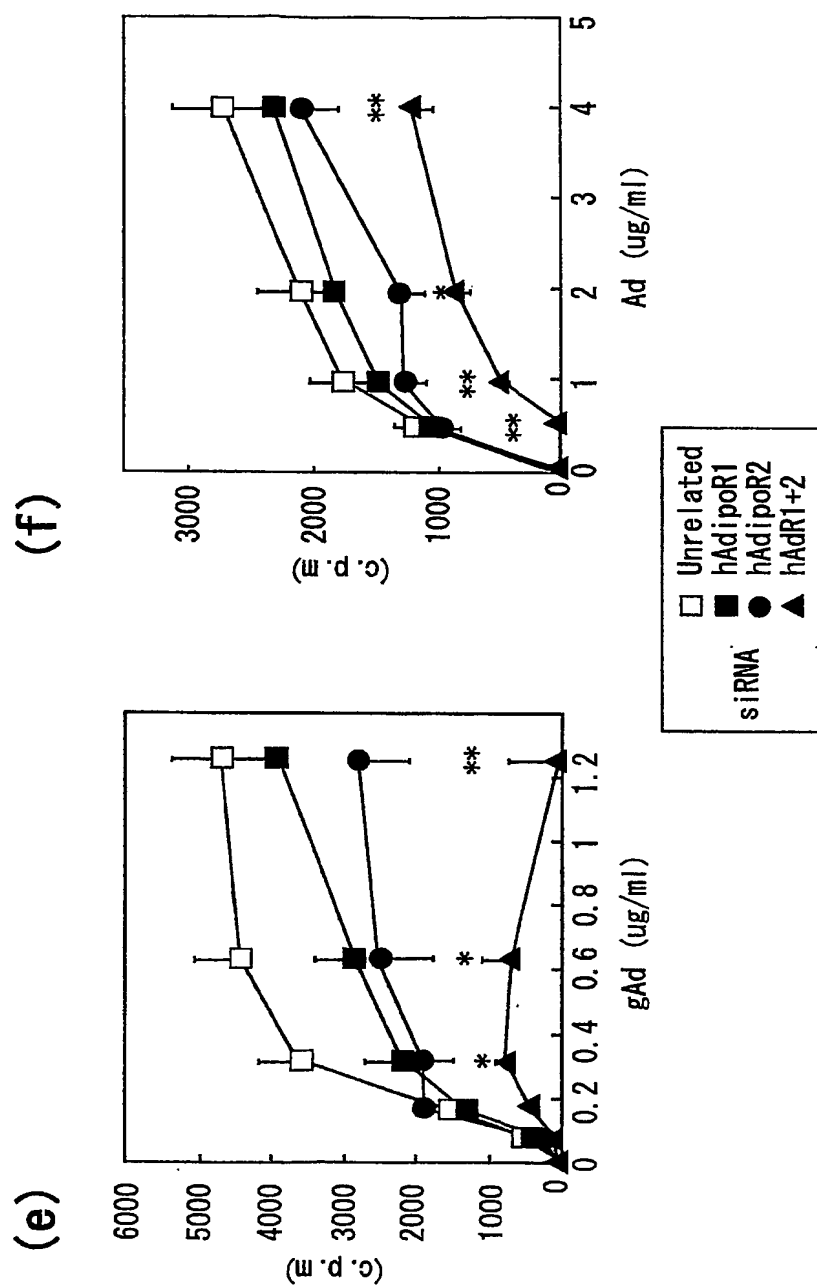 (e)
(c.p.m)
6000
5000
4000
3000
2000
1000
0
0
0.2
0.4
0.6
0.8
1
1.2
gAd (ug/ml)
*
*
**
(f)
(c.p.m)
3000
2000
1000
0
0
1
2
3
4
5
Ad (ug/ml)
**
**
*
**
siRNA
Unrelated
hAdipoR1
hAdipoR2
hAdR1+2